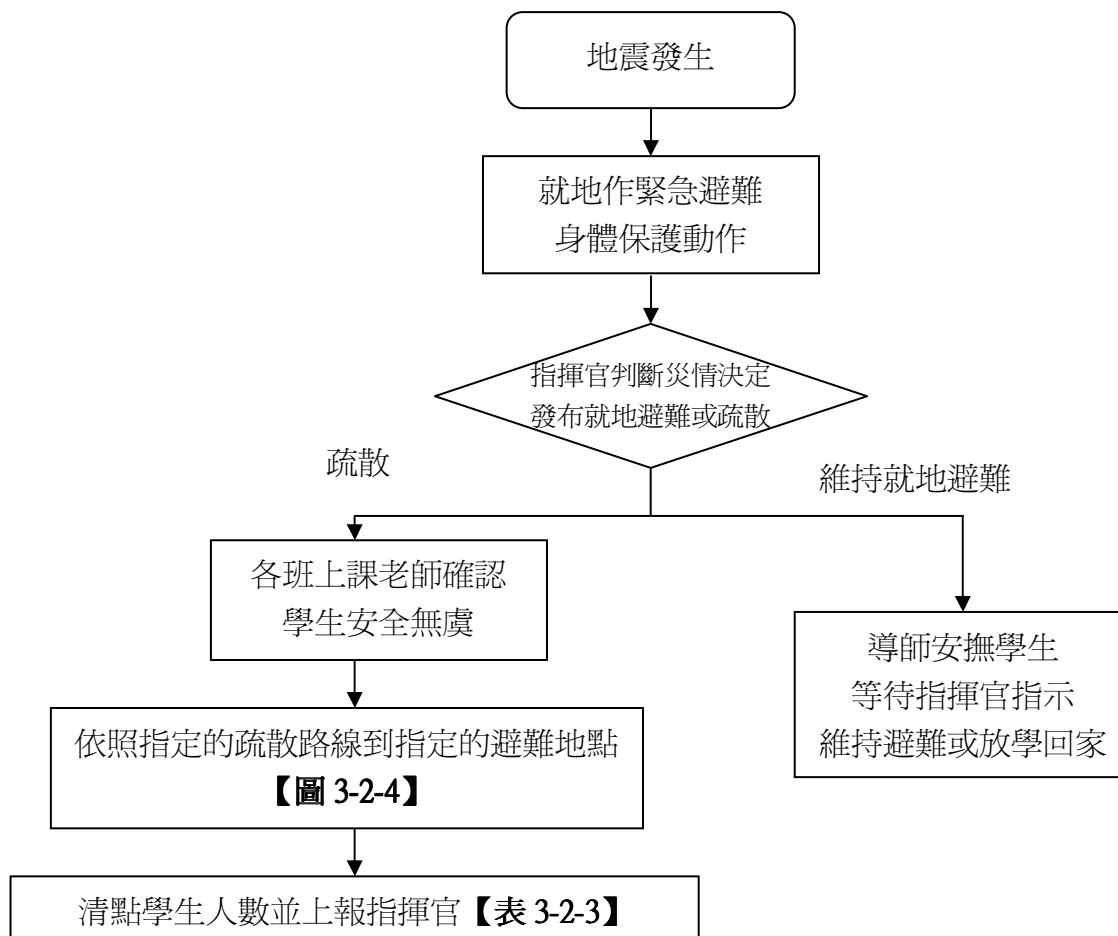 地震發生
就地作緊急避難
身體保護動作
指揮官判斷災情決定
發布就地避難或疏散
疏散
維持就地避難
各班上課老師確認
學生安全無虞
導師安撫學生
等待指揮官指示
維持避難或放學回家
依照指定的疏散路線到指定的避難地點
【圖 3-2-4】
清點學生人數並上報指揮官【表 3-2-3】